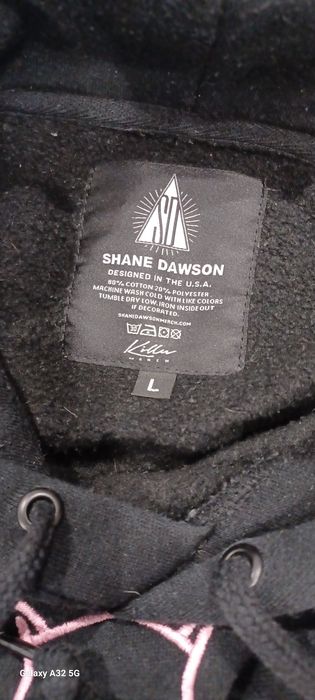 SD
SHANE DAWSON
DESIGNED IN THE U.S.A.
80% COTTON 20% POLYESTER
MACHINE WASH COLD WITH LIKE COLORS
TUMBLE DRY LOW. IRON INSIDE OUT
IF DECORATED.
SHANEDAWSONMERCH.COM
Killer
MERCH
L
Galaxy A32 5G